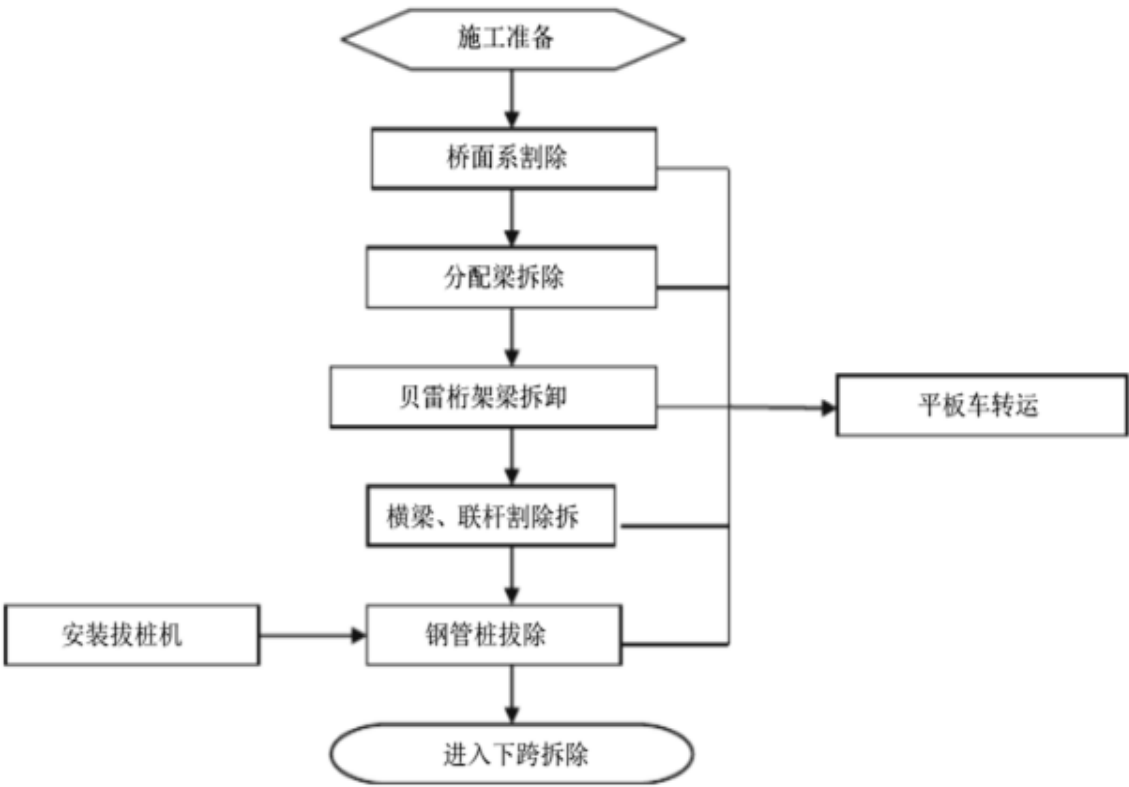 施工准备
桥面系割除
分配梁拆除
贝雷桁架梁拆卸
平板车转运
横梁、联杆割除拆
安装拔桩机
钢管桩拔除
进入下跨拆除